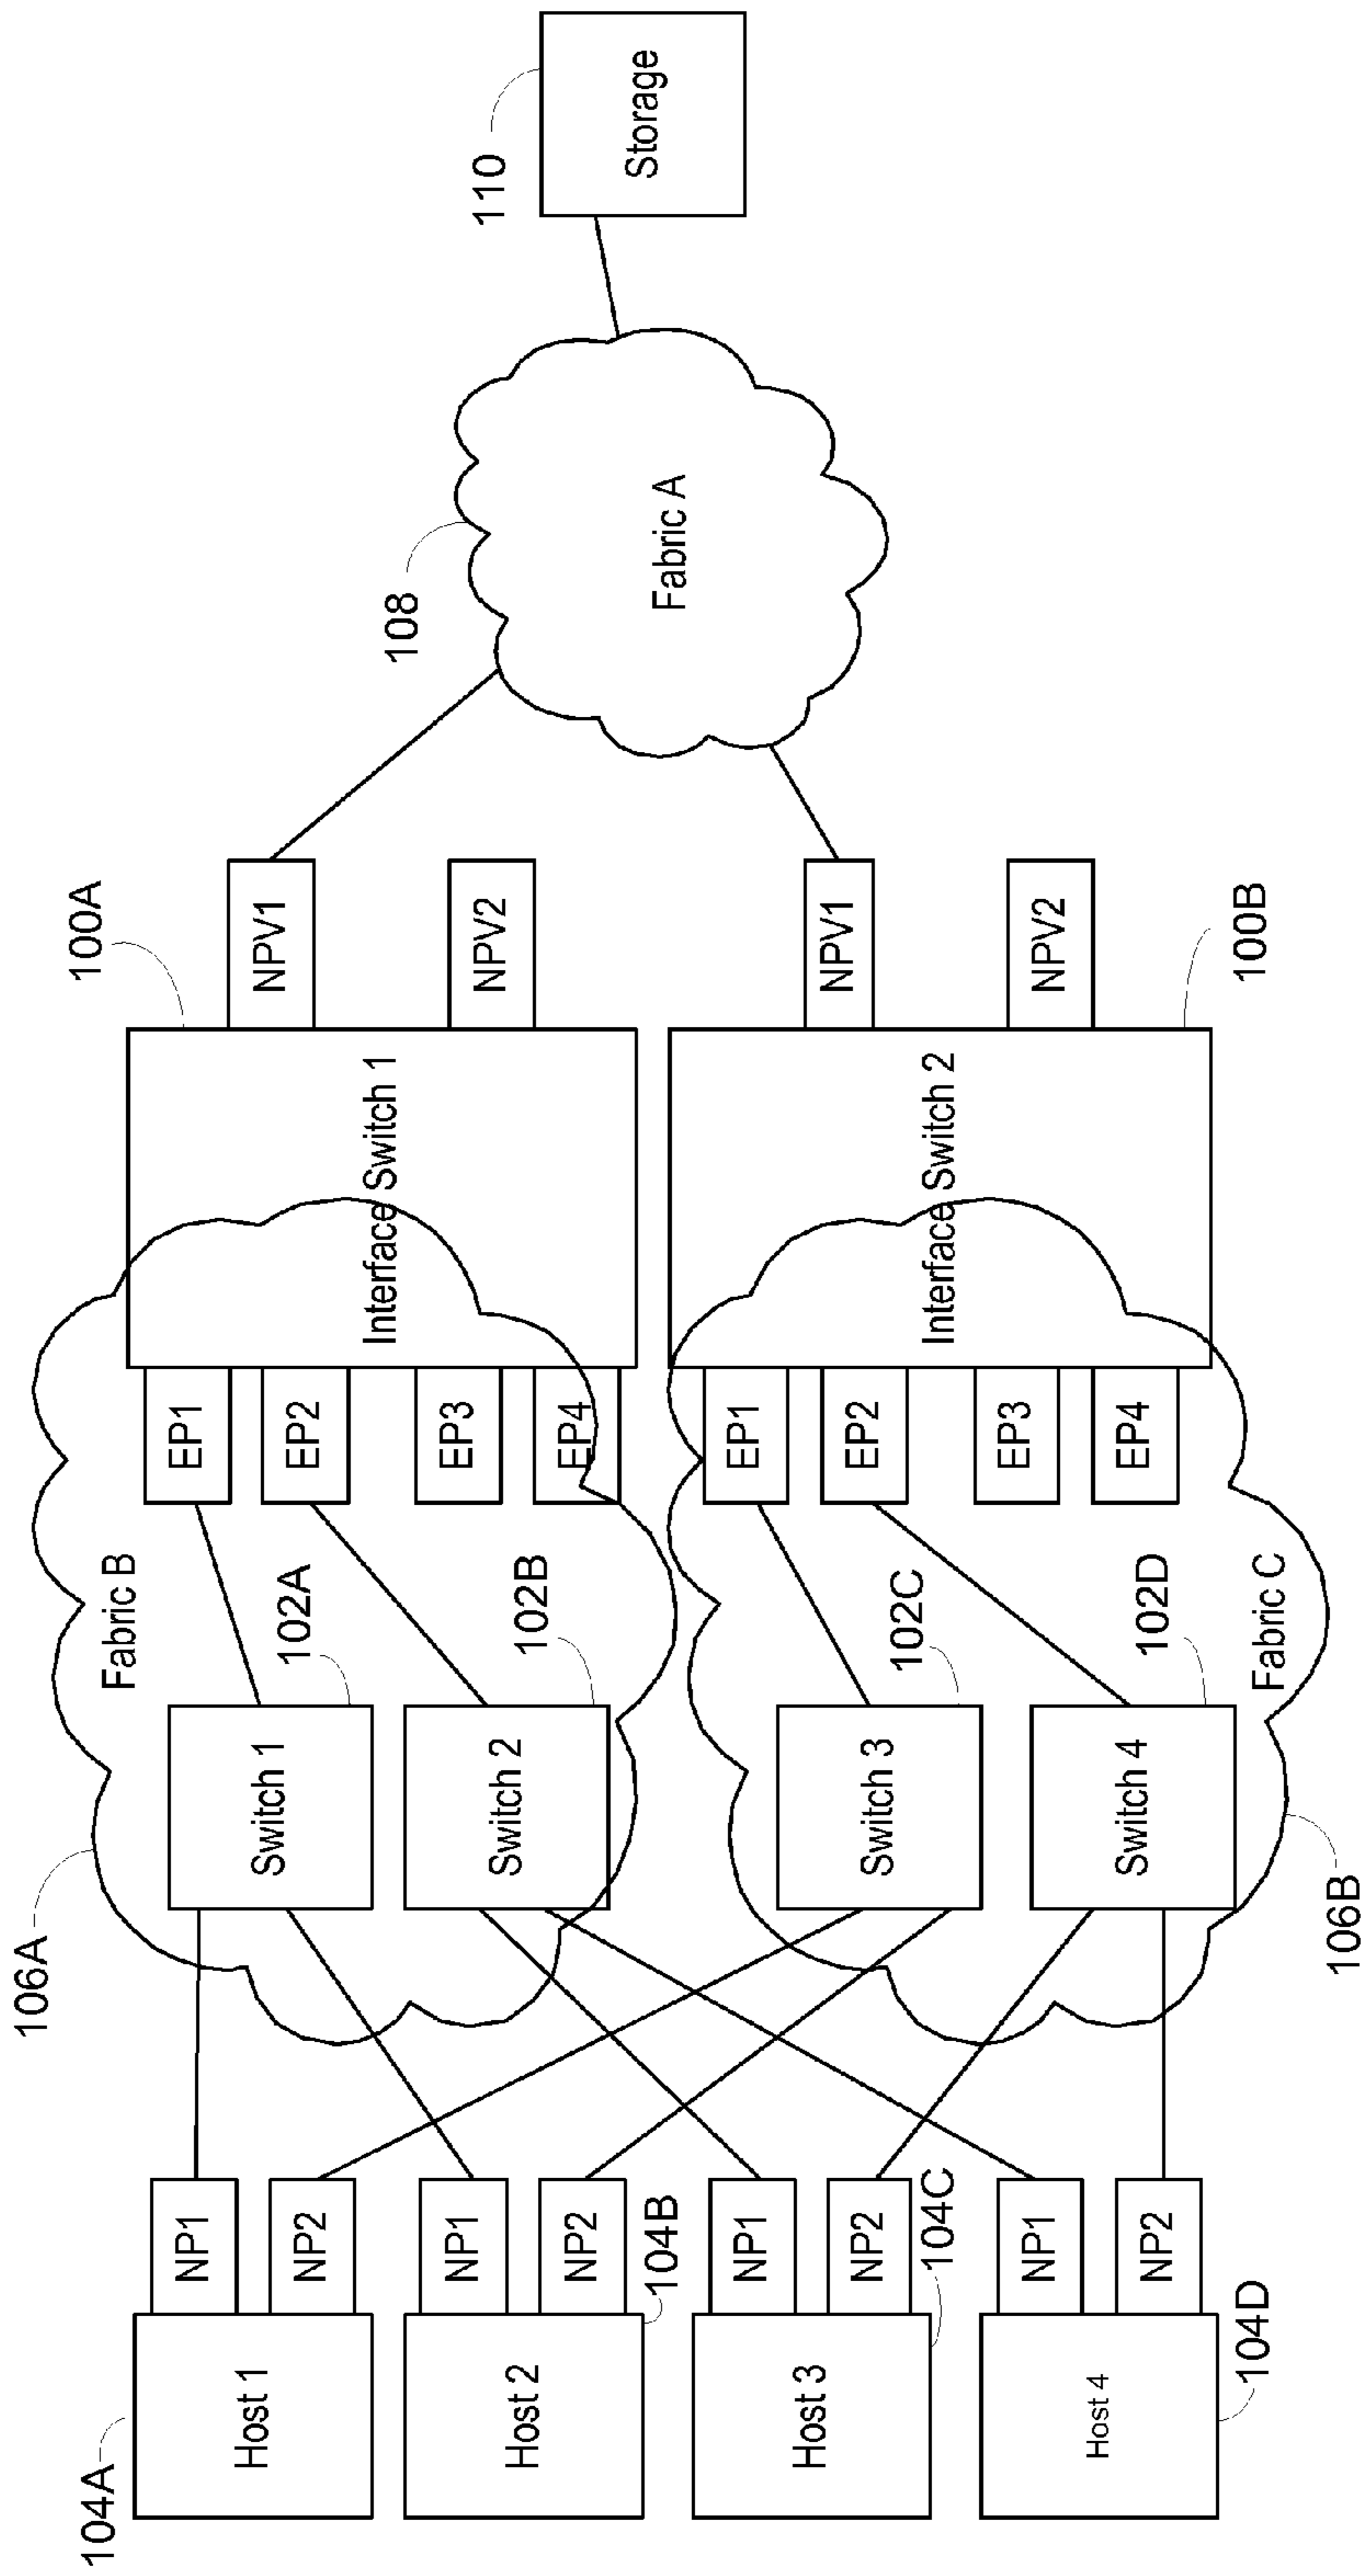 104A
Host 1
NP1
NP2
Host 2
NP1
NP2
104B
Host 3
NP1
NP2
104C
Host 4
NP1
NP2
104D
106A
Fabric B
Switch 1
102A
Switch 2
102B
Switch 3
102C
Switch 4
102D
Fabric C
106B
EP1
EP2
EP3
EP4
Interface Switch 1
100A
NPV1
NPV2
EP1
EP2
EP3
EP4
Interface Switch 2
100B
NPV1
NPV2
108
Fabric A
110
Storage